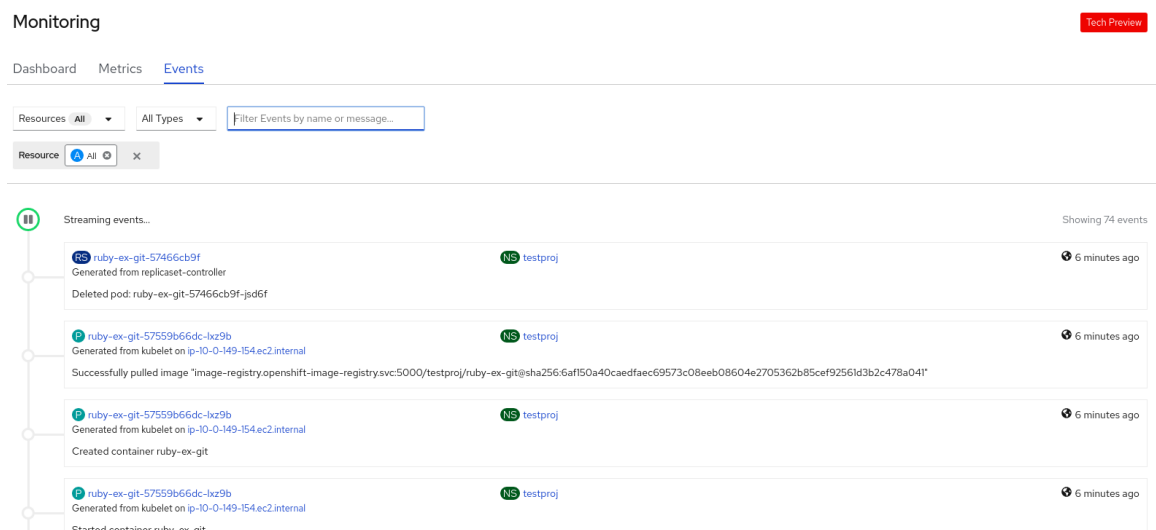 Monitoring
Tech Preview
Dashboard Metrics Events
Resources All All Types Filter Events by name or message...
Resource A All
Streaming events... Showing 74 events
RS ruby-ex-git-57466cb9f NS testproj 6 minutes ago
Generated from replicaset-controller
Deleted pod: ruby-ex-git-57466cb9f-jsd6f
P ruby-ex-git-57559b66dc-lxz9b NS testproj 6 minutes ago
Generated from kubelet on ip-10-0-149-154.ec2.internal
Successfully pulled image "image-registry.openshift-image-registry.svc:5000/testproj/ruby-ex-git@sha256:6af150a40caedfaec69573c08eeb08604e2705362b85cef92561d3b2c478a041"
P ruby-ex-git-57559b66dc-lxz9b NS testproj 6 minutes ago
Generated from kubelet on ip-10-0-149-154.ec2.internal
Created container ruby-ex-git
P ruby-ex-git-57559b66dc-lxz9b NS testproj 6 minutes ago
Generated from kubelet on ip-10-0-149-154.ec2.internal
Started container ruby-ex-git